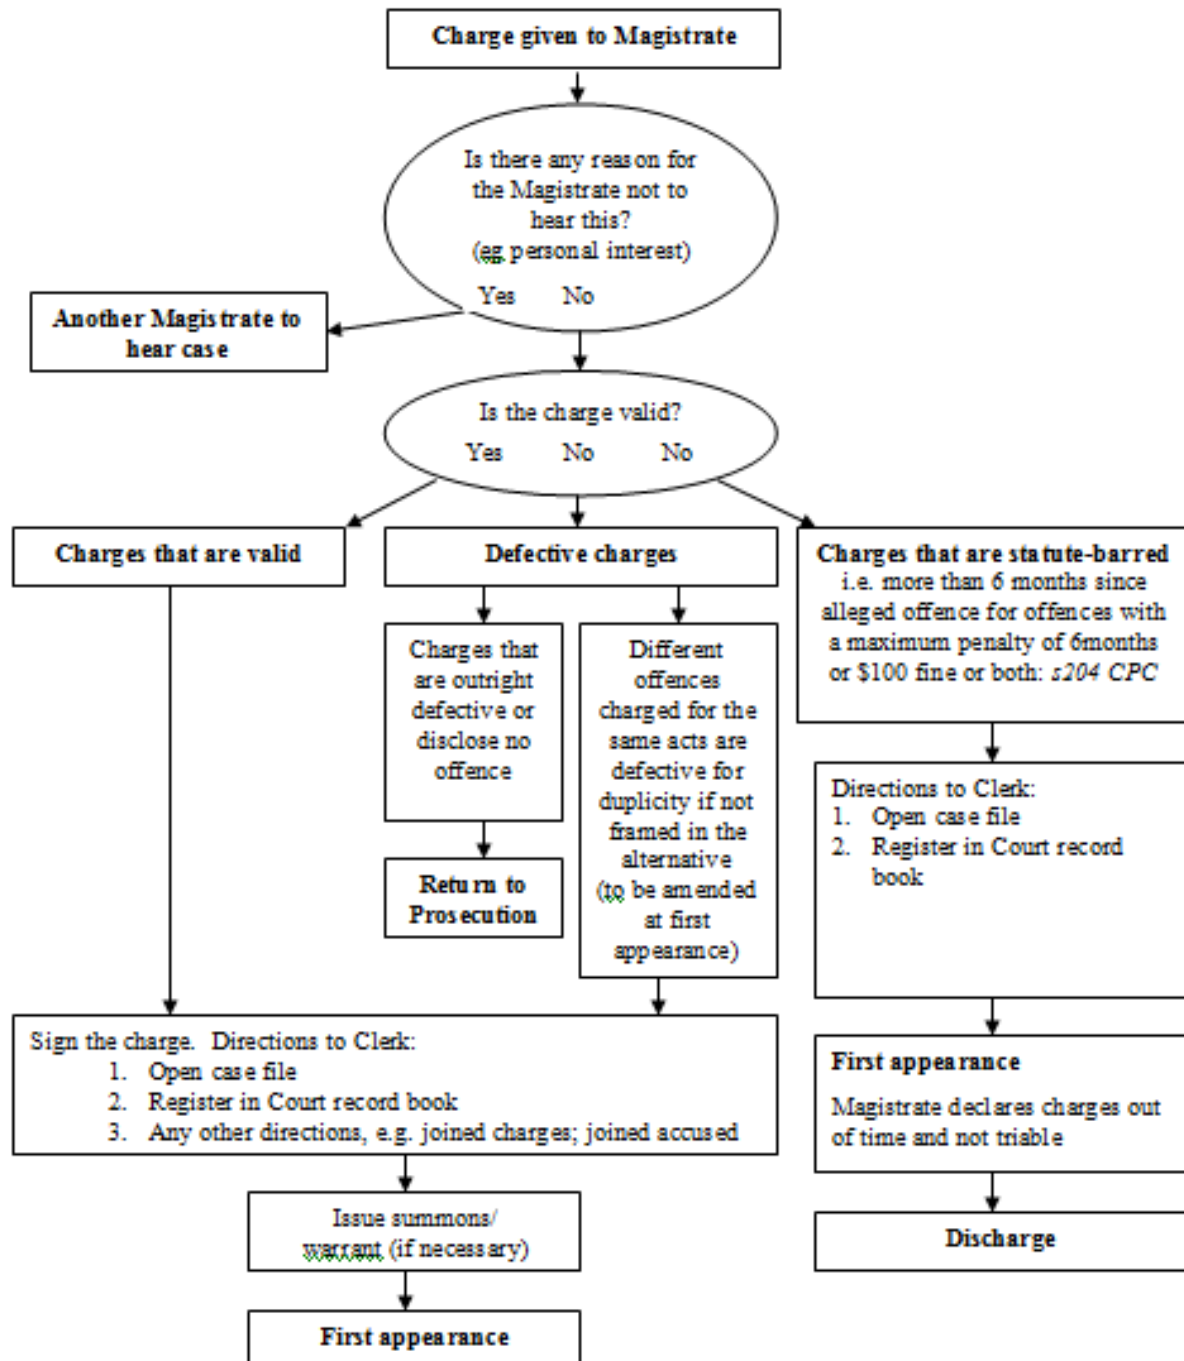 Charge given to Magistrate
Is there any reason for
the Magistrate not to
hear this?
(eg personal interest)
Yes No
Another Magistrate to
hear case
Is the charge valid?
Yes No No
Charges that are valid
Defective charges
Charges that are statute-barred
i.e. more than 6 months since
alleged offence for offences with
a maximum penalty of 6months
or $100 fine or both: s204 CPC
Charges that
are outright
defective or
disclose no
offence
Different
offences
charged for the
same acts are
defective for
duplicity if not
framed in the
alternative
(to be amended
at first
appearance)
Return to
Prosecution
Directions to Clerk:
1. Open case file
2. Register in Court record
book
Sign the charge. Directions to Clerk:
1. Open case file
2. Register in Court record book
3. Any other directions, e.g. joined charges; joined accused
First appearance
Magistrate declares charges out
of time and not triable
Issue summons/
warrant (if necessary)
Discharge
First appearance